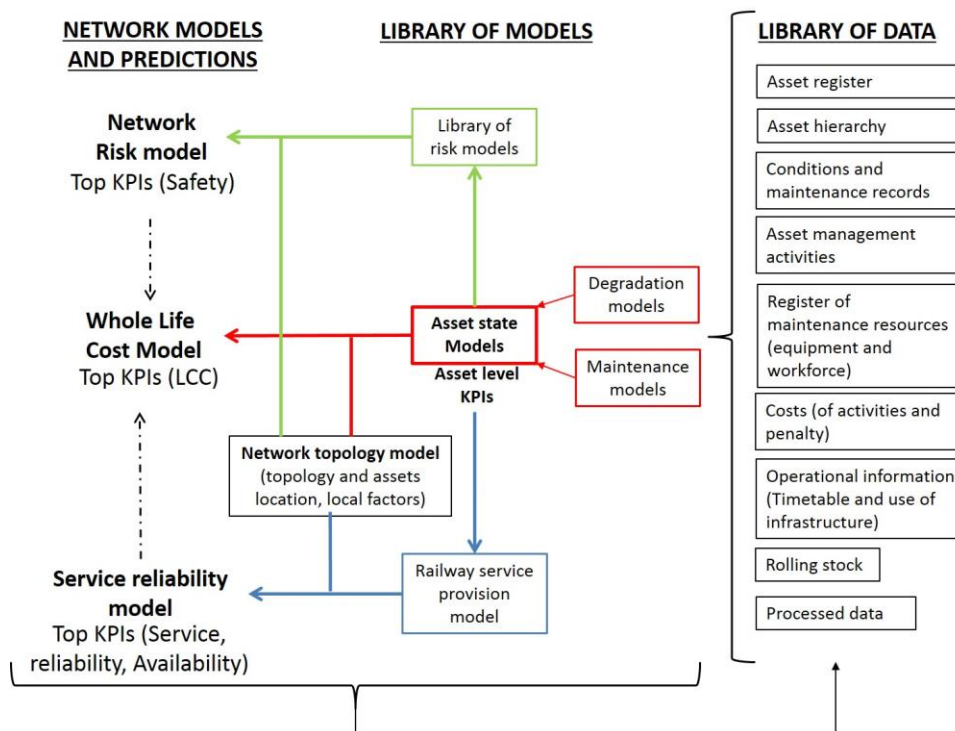 NETWORK MODELS
AND PREDICTIONS
LIBRARY OF MODELS
LIBRARY OF DATA
Network
Risk model
Top KPIs (Safety)
Library of
risk models
Whole Life
Cost Model
Top KPIs (LCC)
Asset state
Models
Asset level
KPIs
Degradation
models
Maintenance
models
Network topology model
(topology and assets
location, local factors)
Service reliability
model
Top KPIs (Service,
reliability, Availability)
Railway service
provision
model
Asset register
Asset hierarchy
Conditions and
maintenance records
Asset management
activities
Register of
maintenance resources
(equipment and
workforce)
Costs (of activities and
penalty)
Operational information
(Timetable and use of
infrastructure)
Rolling stock
Processed data